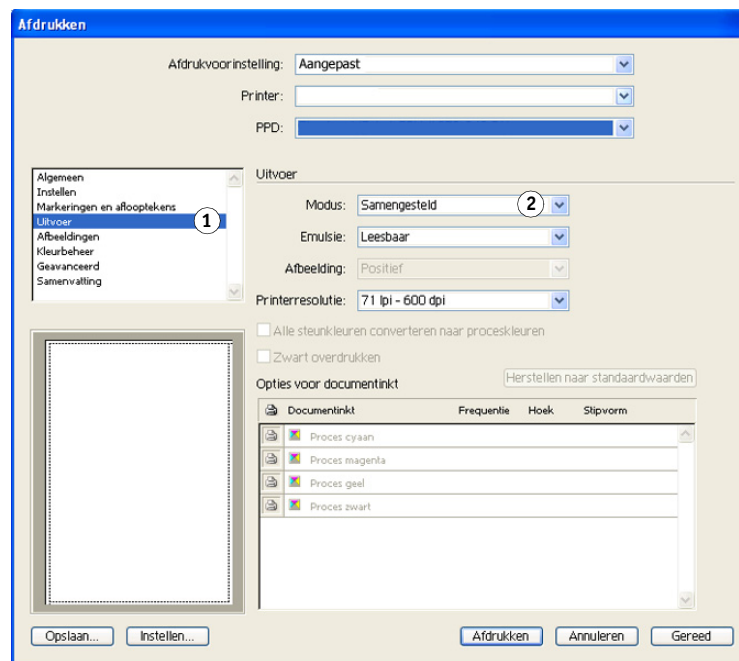 Afdrukken
Afdrukvoorinstelling: Aangepast
Printer:
PPD:
Algemeen
Instellen
Markeringen en aflooptekens
Uitvoer 1
Afbeeldingen
Kleurbeheer
Geavanceerd
Samenvatting
Uitvoer
Modus: Samengesteld 2
Emulsie: Leesbaar
Afbeelding: Positief
Printerresolutie: 71 lpi - 600 dpi
Alle steunkleuren converteren naar proceskleuren
Zwart overdrukken
Herstellen naar standaardwaarden
Opties voor documentinkt
Documentinkt Frequentie Hoek Stipvorm
Proces cyaan
Proces magenta
Proces geel
Proces zwart
Opslaan... Instellen... Afdrukken Annuleren Gereed